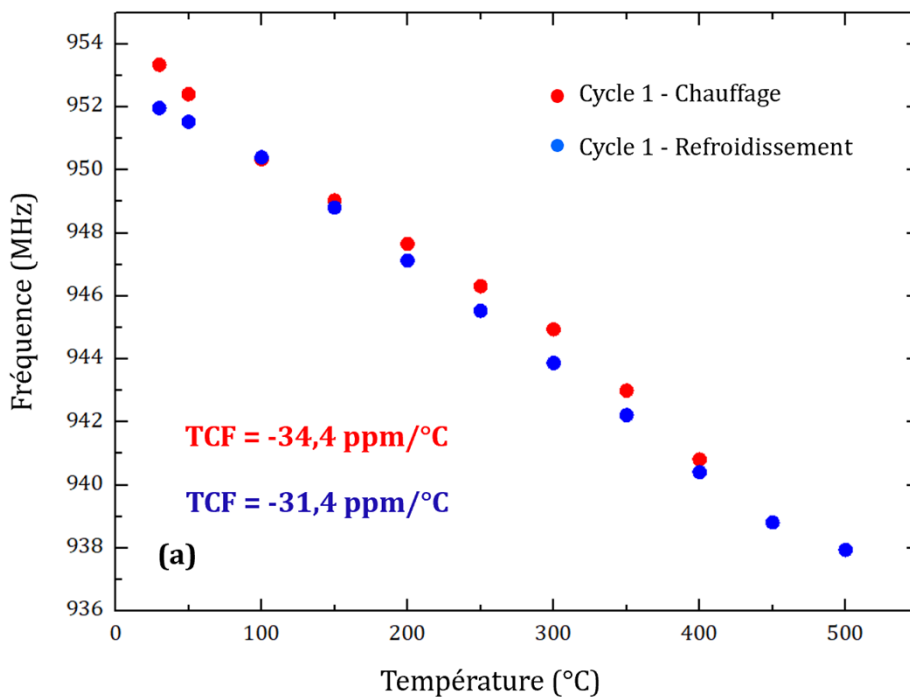 954
952
950
948
946
944
942
940
938
936
Fréquence (MHz)
Cycle 1 - Chauffage
Cycle 1 - Refroidissement
TCF = -34,4 ppm/°C
TCF = -31,4 ppm/°C
(a)
0 100 200 300 400 500
Température (°C)